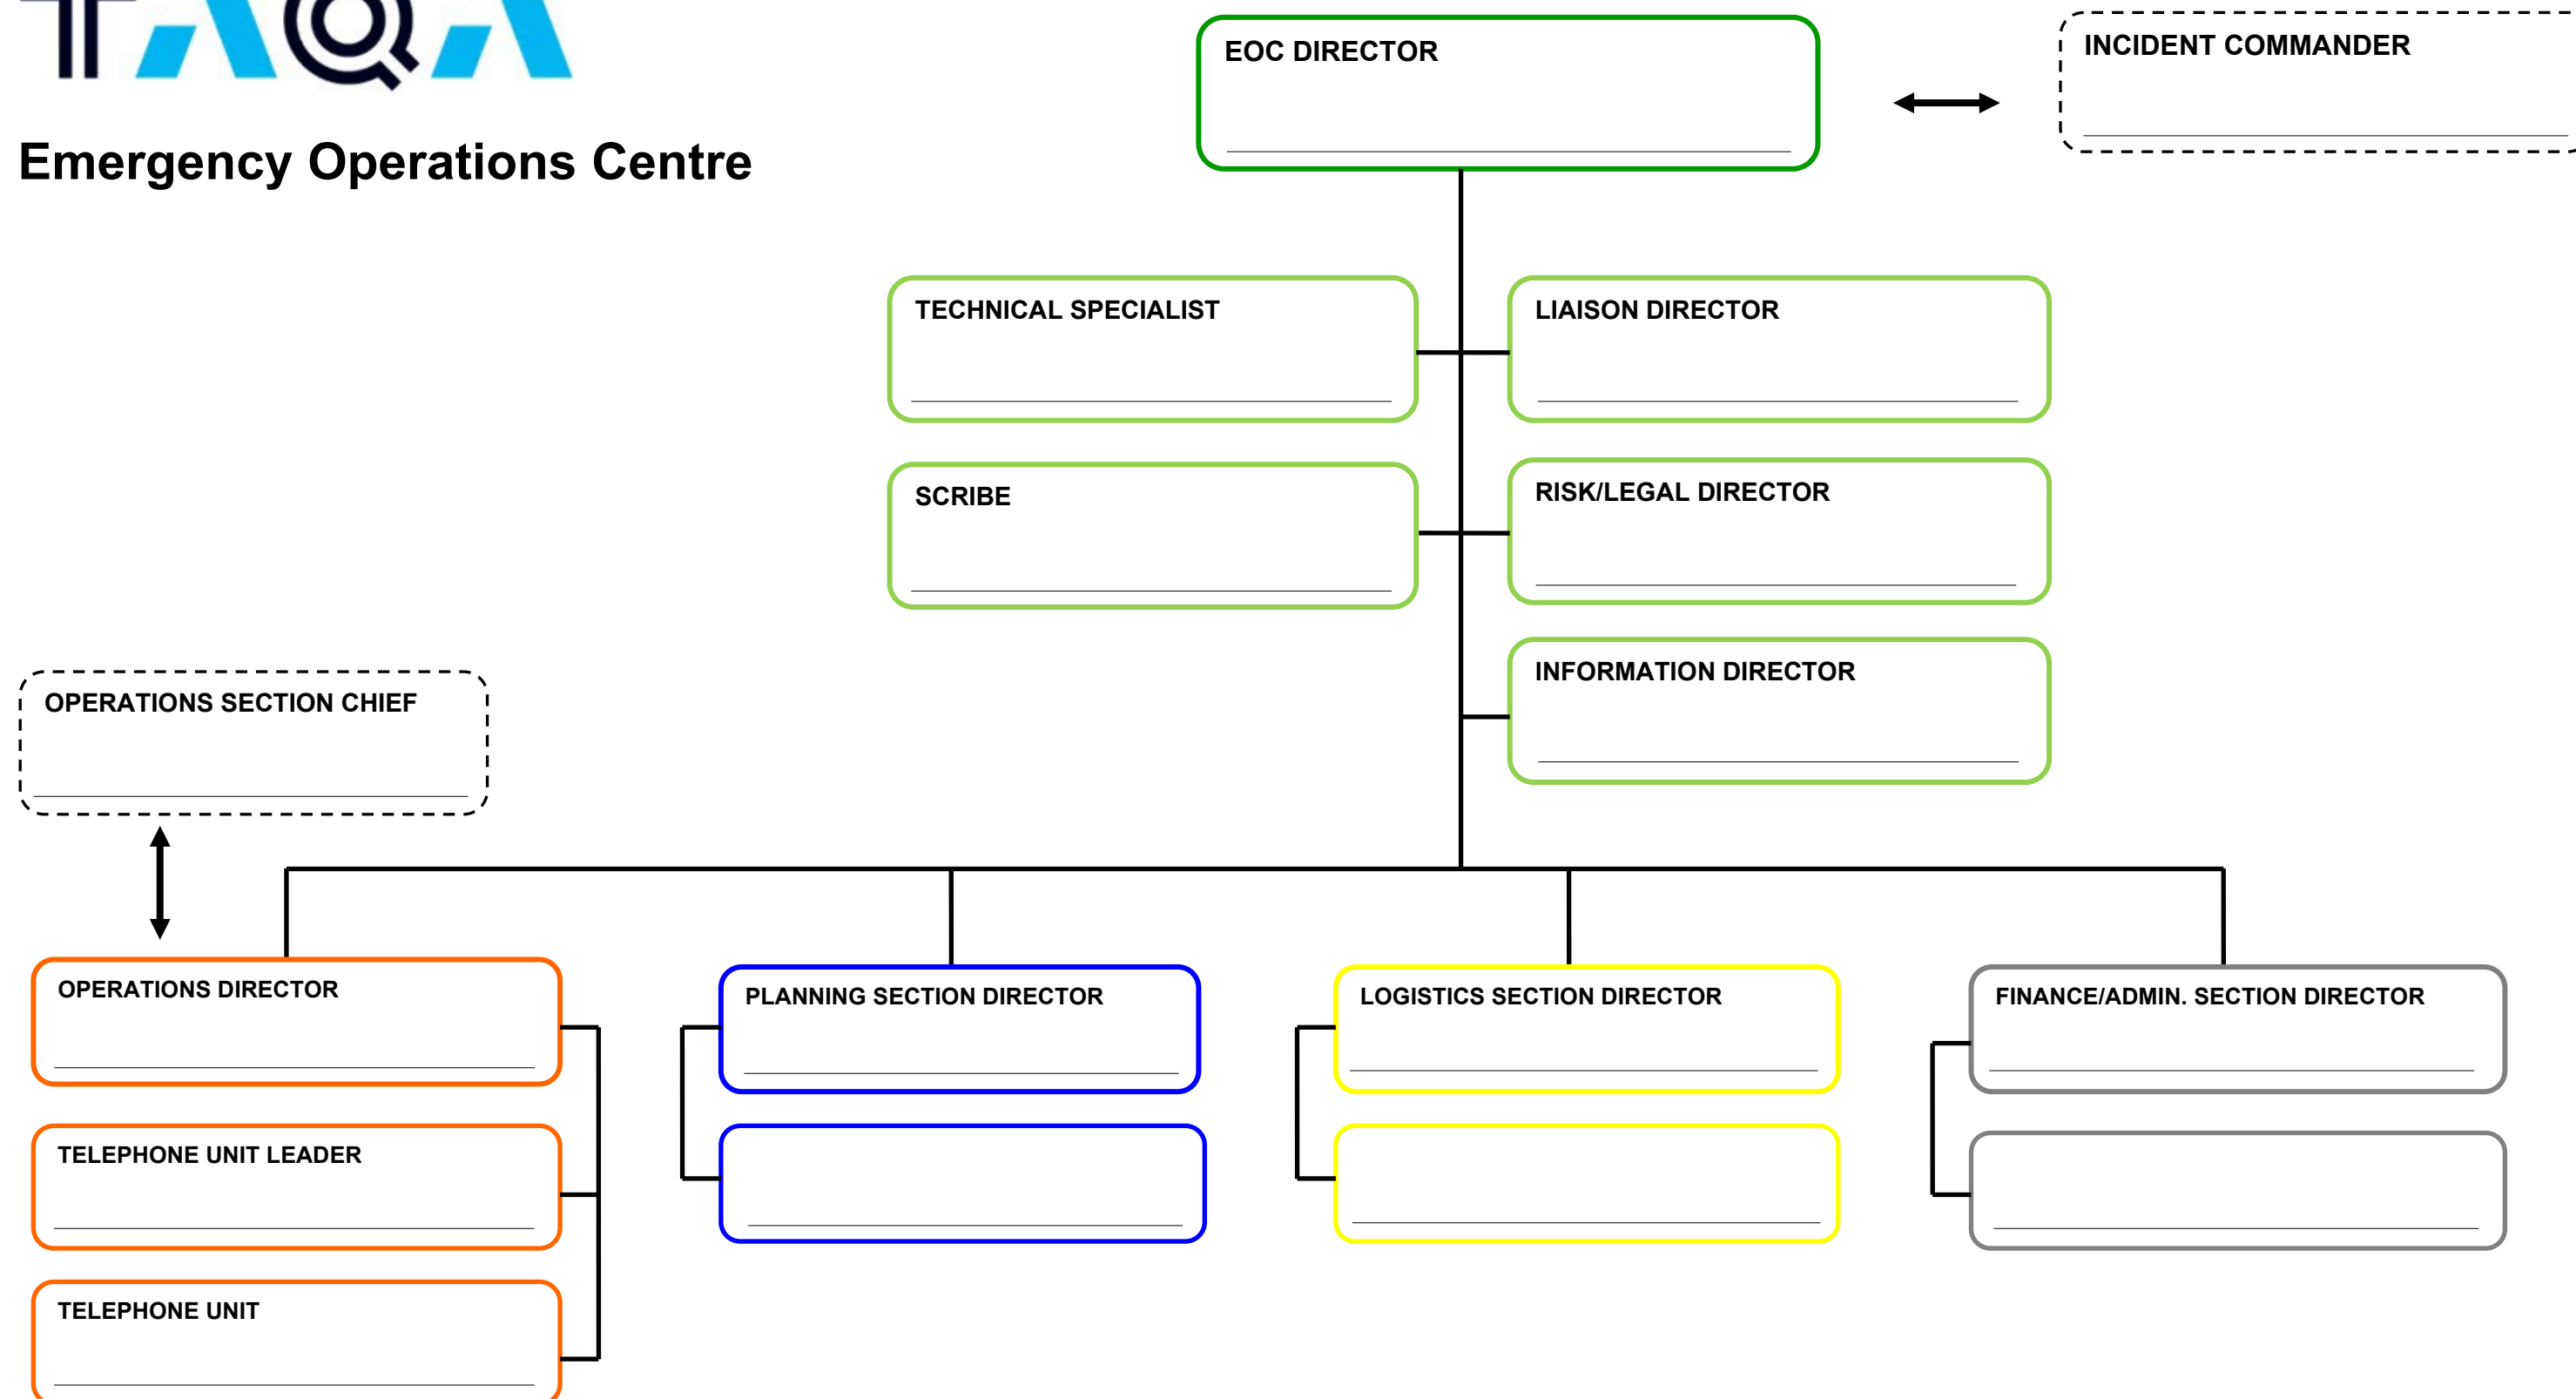 TAQA
EOC DIRECTOR
INCIDENT COMMANDER
Emergency Operations Centre
TECHNICAL SPECIALIST
LIAISON DIRECTOR
SCRIBE
RISK/LEGAL DIRECTOR
INFORMATION DIRECTOR
OPERATIONS SECTION CHIEF
OPERATIONS DIRECTOR
PLANNING SECTION DIRECTOR
LOGISTICS SECTION DIRECTOR
FINANCE/ADMIN. SECTION DIRECTOR
TELEPHONE UNIT LEADER
TELEPHONE UNIT